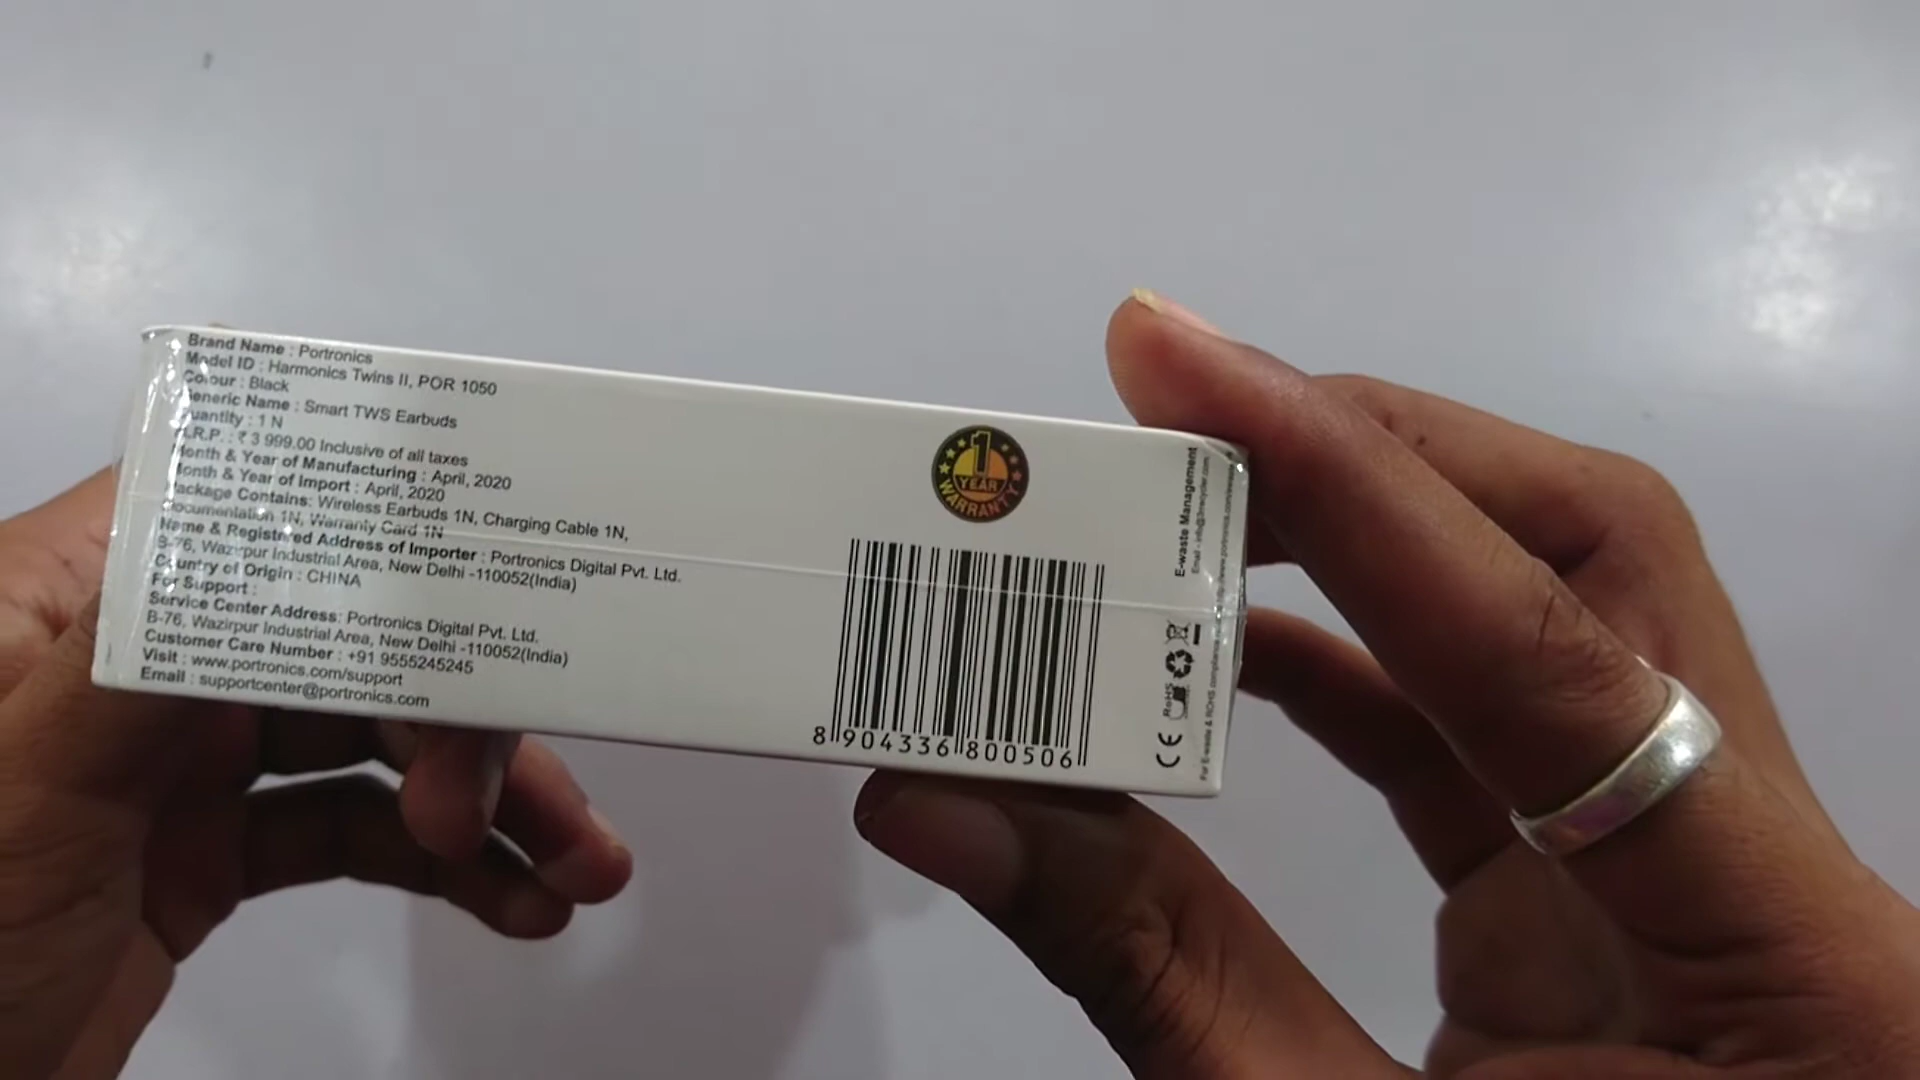 Brand Name : Portronics
Model ID : Harmonics Twins II, POR 1050
Colour : Black
Generic Name : Smart TWS Earbuds
Quantity : 1 N
M.R.P. : ₹ 3 999.00 Inclusive of all taxes
Month & Year of Manufacturing : April, 2020
Month & Year of Import : April, 2020
Package Contains: Wireless Earbuds 1N, Charging Cable 1N,
Documentation 1N, Warranty Card 1N
Name & Registered Address of Importer : Portronics Digital Pvt. Ltd.
B-76, Wazirpur Industrial Area, New Delhi -110052(India)
Country of Origin : CHINA
For Support :
Service Center Address: Portronics Digital Pvt. Ltd.
B-76, Wazirpur Industrial Area, New Delhi -110052(India)
Customer Care Number : +91 9555245245
Visit : www.portronics.com/support
Email : supportcenter@portronics.com
1
YEAR
WARRANTY
8 904336 800506
E-waste Management
CE
RoHS
For E-waste & ROHS compliance